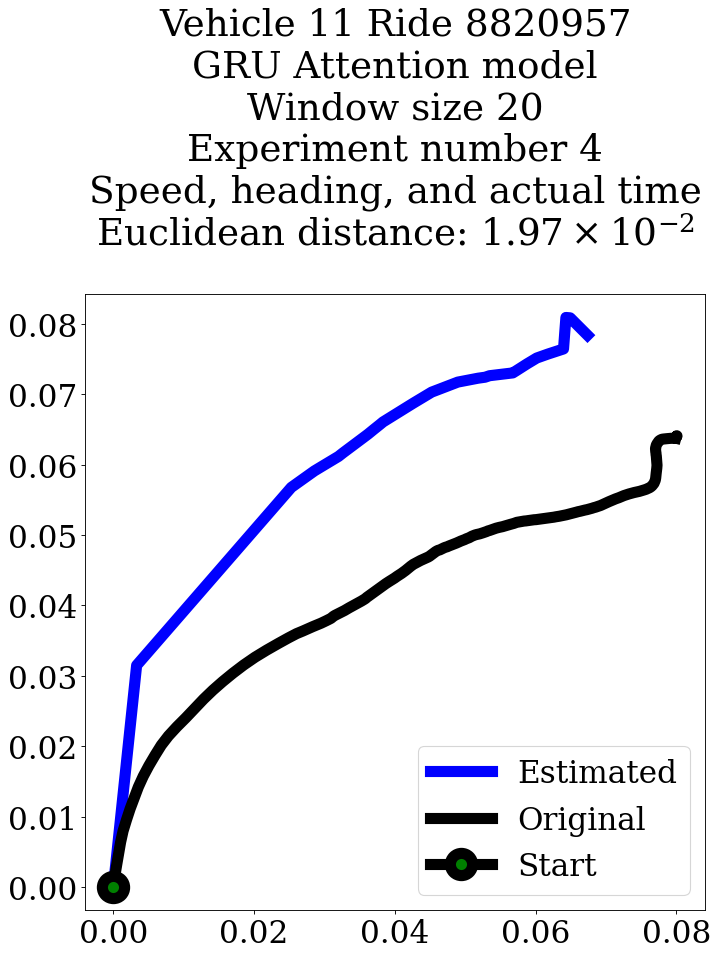 Vehicle 11 Ride 8820957
GRU Attention model
Window size 20
Experiment number 4
Speed, heading, and actual time
Euclidean distance: 1.97 × 10⁻²
0.08
0.07
0.06
0.05
0.04
0.03
0.02
0.01
0.00
Estimated
Original
Start
0.00 0.02 0.04 0.06 0.08